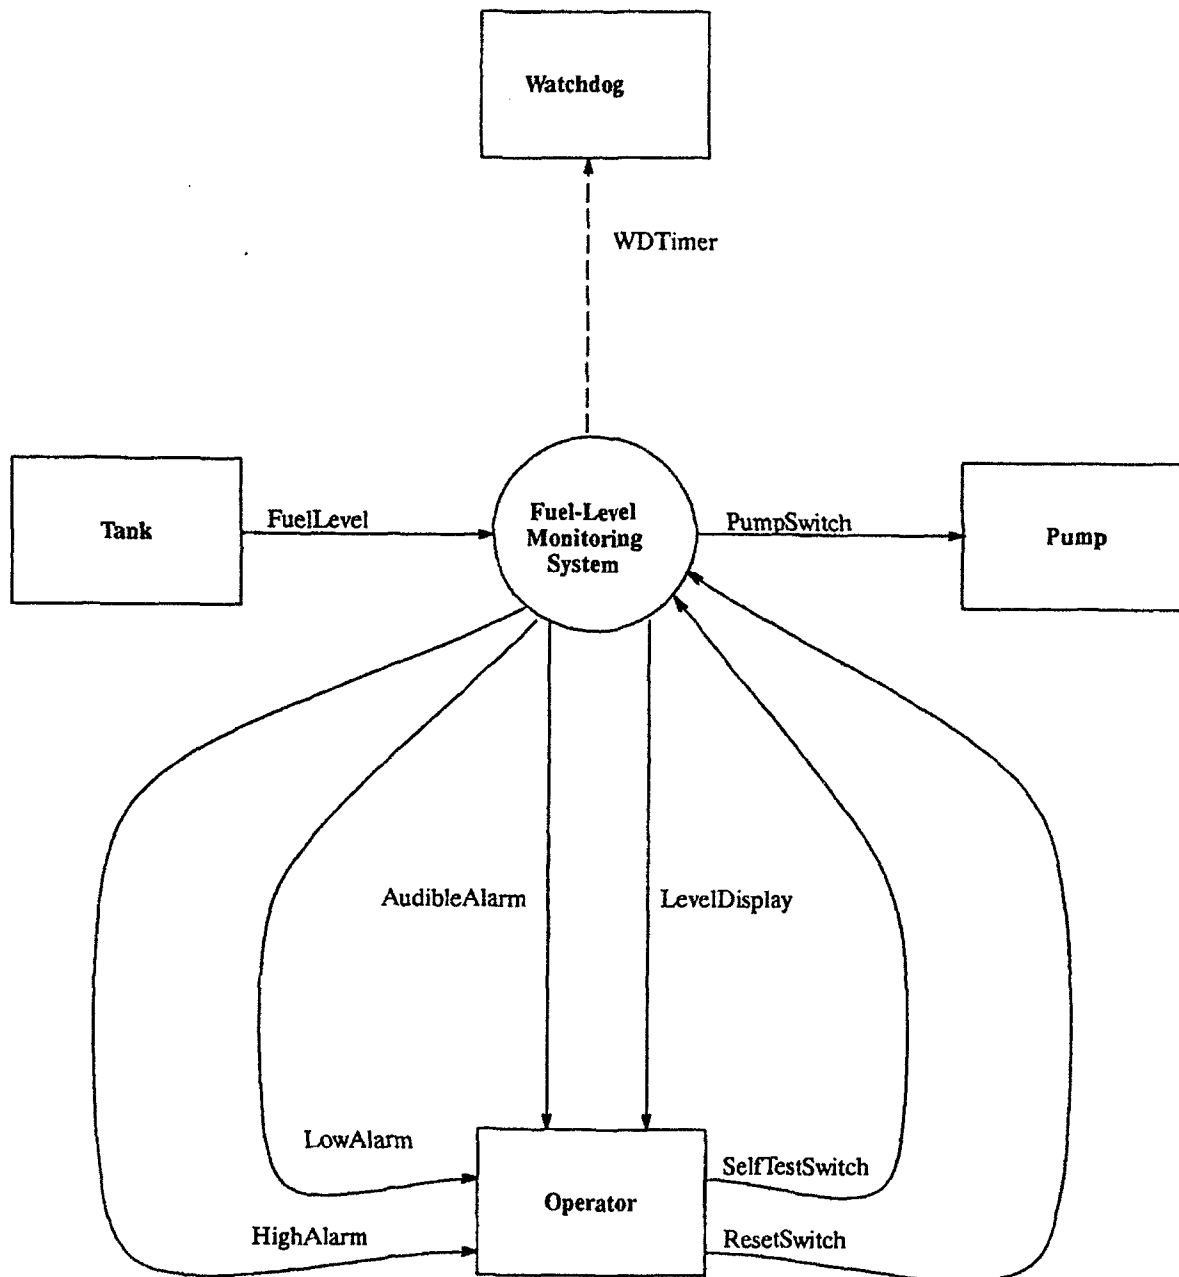 Watchdog
WDTimer
Tank
FuelLevel
Fuel-Level
Monitoring
System
PumpSwitch
Pump
AudibleAlarm
LevelDisplay
LowAlarm
SelfTestSwitch
Operator
HighAlarm
ResetSwitch